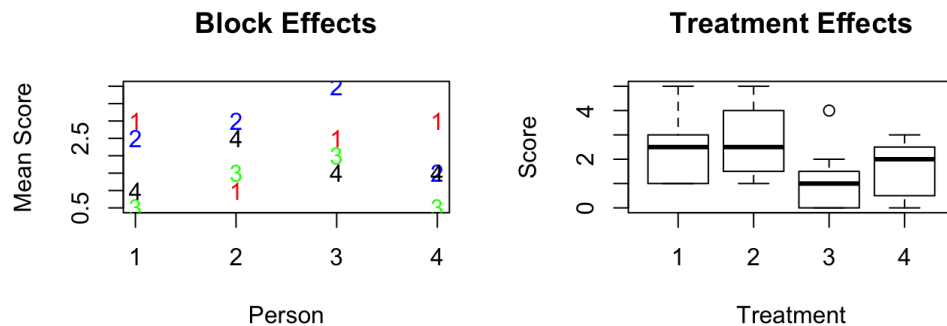 Block Effects
Mean Score
2.5
0.5
1 2 4 3
2 4 3 1
2 1 3 4
1 2 4 3
1 2 3 4
Person
Treatment Effects
Score
4
2
0
1 2 3 4
Treatment